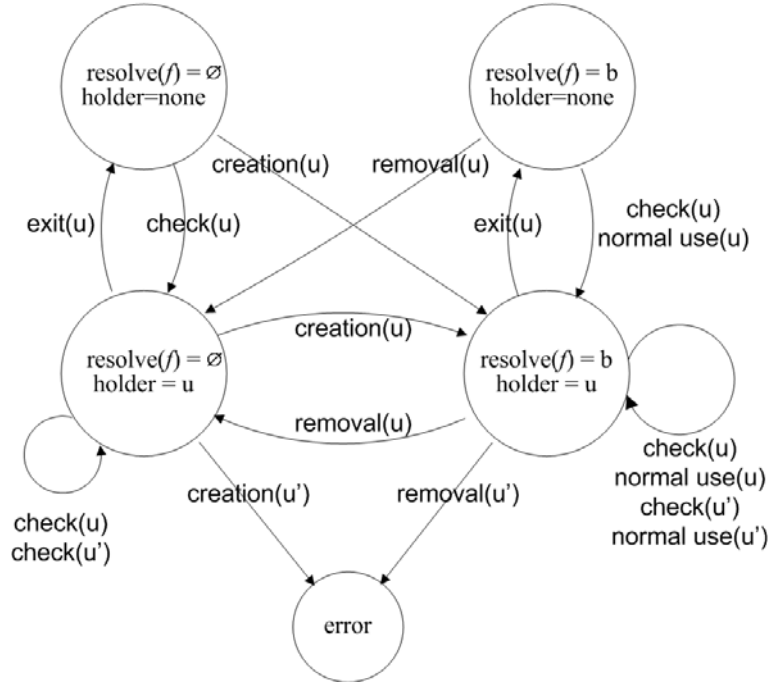 resolve(f) = ∅
holder=none
resolve(f) = b
holder=none
creation(u)
removal(u)
exit(u)
check(u)
exit(u)
check(u)
normal use(u)
creation(u)
resolve(f) = ∅
holder = u
resolve(f) = b
holder = u
removal(u)
check(u)
normal use(u)
check(u’)
normal use(u’)
creation(u’)
removal(u’)
check(u)
check(u’)
error